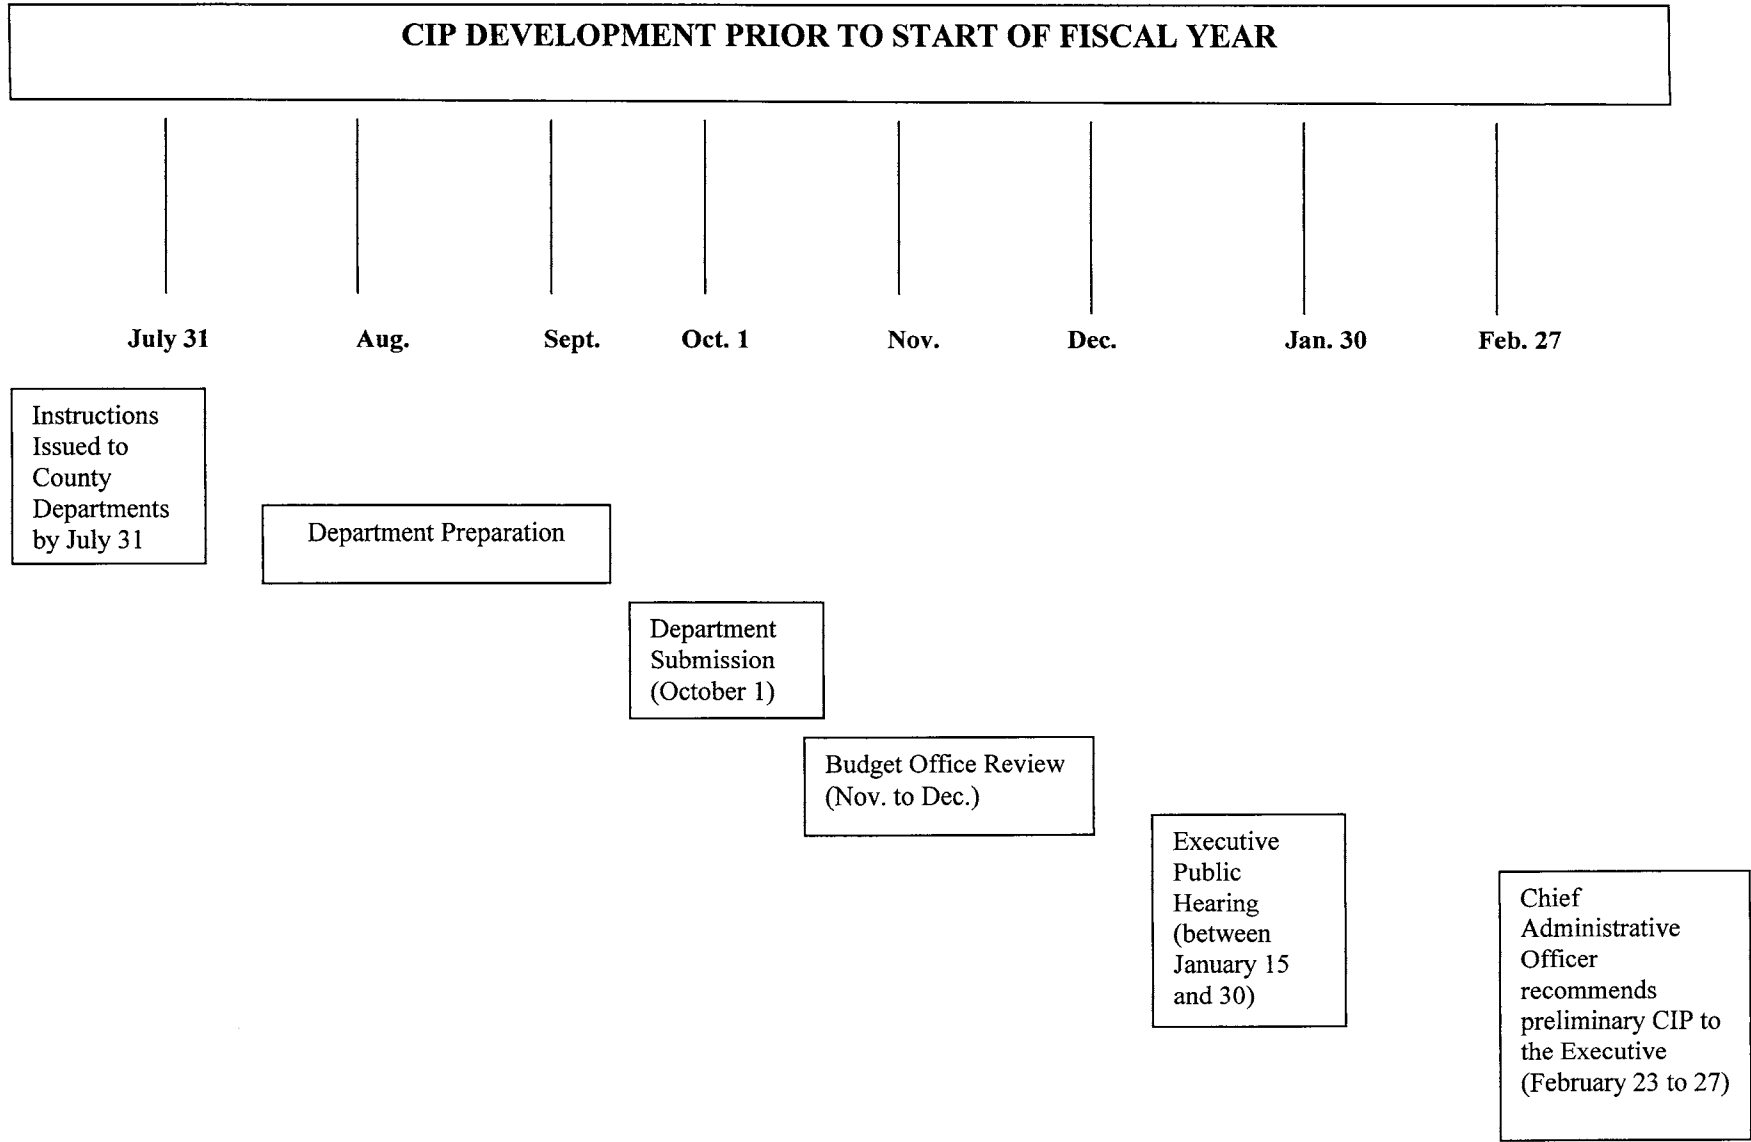 CIP DEVELOPMENT PRIOR TO START OF FISCAL YEAR
July 31 Aug. Sept. Oct. 1 Nov. Dec. Jan. 30 Feb. 27
Instructions
Issued to
County
Departments
by July 31
Department Preparation
Department
Submission
(October 1)
Budget Office Review
(Nov. to Dec.)
Executive
Public
Hearing
(between
January 15
and 30)
Chief
Administrative
Officer
recommends
preliminary CIP to
the Executive
(February 23 to 27)